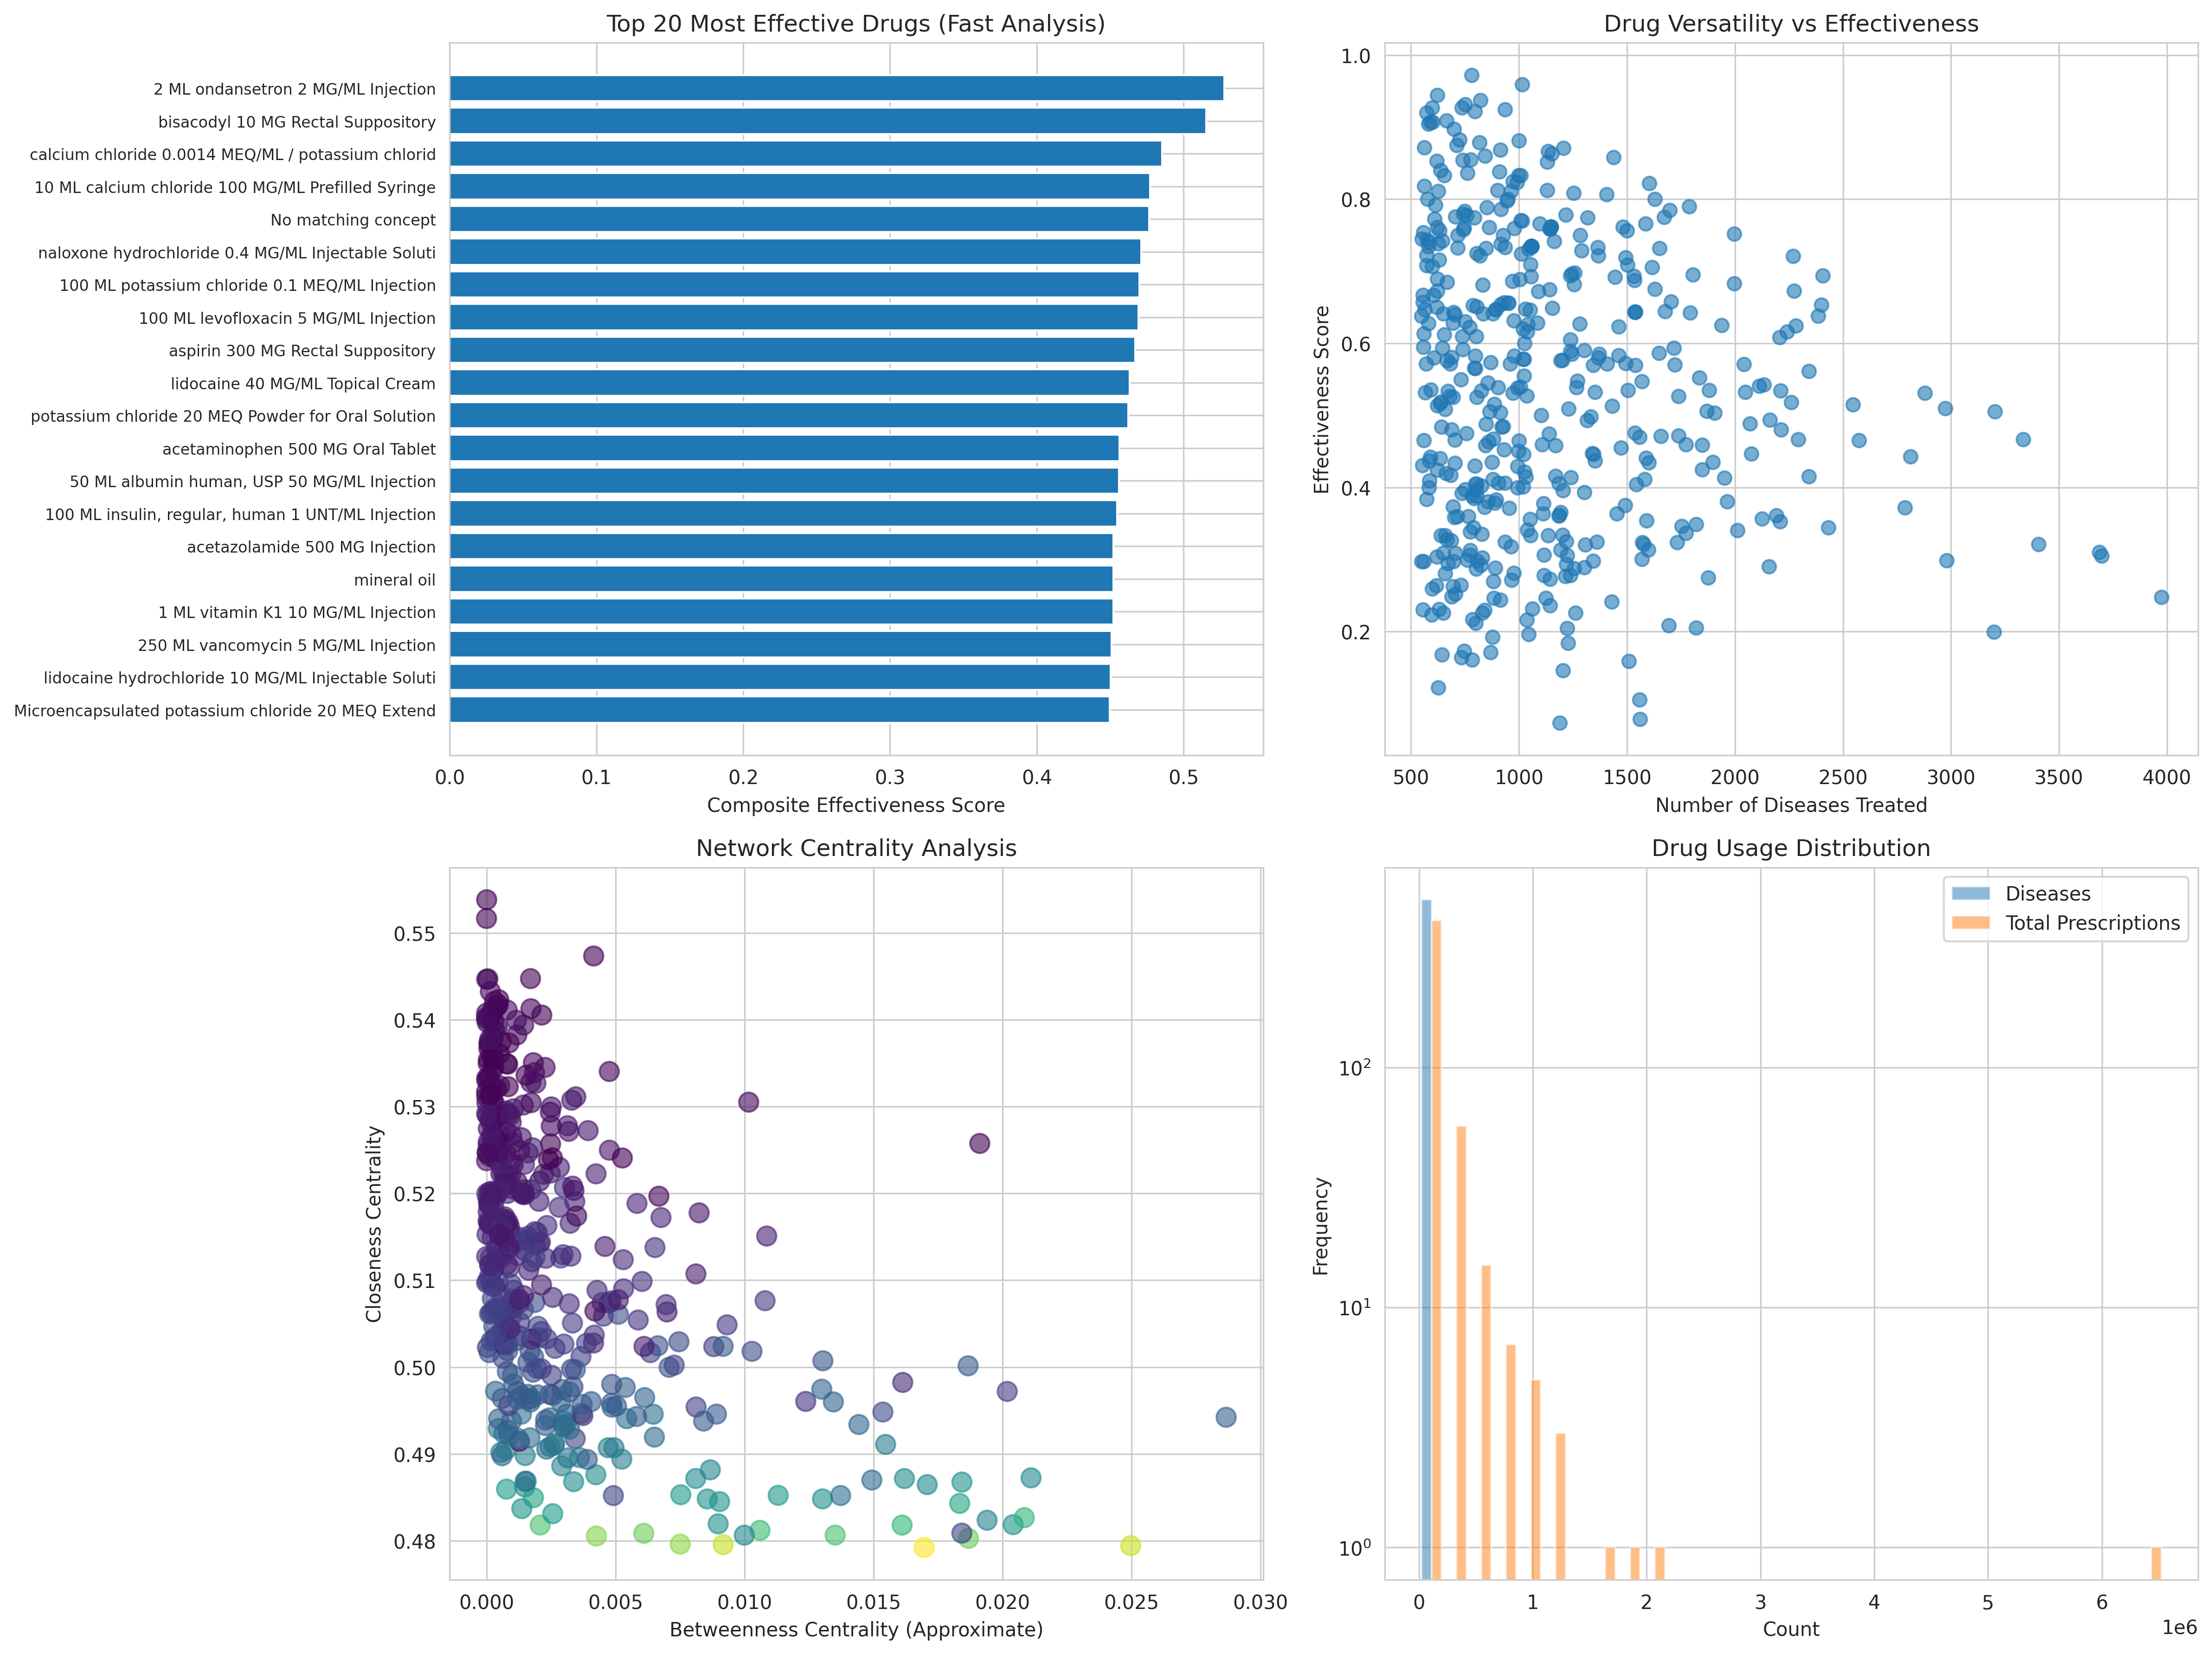 Top 20 Most Effective Drugs (Fast Analysis)
2 ML ondansetron 2 MG/ML Injection
bisacodyl 10 MG Rectal Suppository
calcium chloride 0.0014 MEQ/ML / potassium chlorid
10 ML calcium chloride 100 MG/ML Prefilled Syringe
No matching concept
naloxone hydrochloride 0.4 MG/ML Injectable Soluti
100 ML potassium chloride 0.1 MEQ/ML Injection
100 ML levofloxacin 5 MG/ML Injection
aspirin 300 MG Rectal Suppository
lidocaine 40 MG/ML Topical Cream
potassium chloride 20 MEQ Powder for Oral Solution
acetaminophen 500 MG Oral Tablet
50 ML albumin human, USP 50 MG/ML Injection
100 ML insulin, regular, human 1 UNT/ML Injection
acetazolamide 500 MG Injection
mineral oil
1 ML vitamin K1 10 MG/ML Injection
250 ML vancomycin 5 MG/ML Injection
lidocaine hydrochloride 10 MG/ML Injectable Soluti
Microencapsulated potassium chloride 20 MEQ Extend
0.0 0.1 0.2 0.3 0.4 0.5
Composite Effectiveness Score
Drug Versatility vs Effectiveness
Effectiveness Score
1.0
0.8
0.6
0.4
0.2
500 1000 1500 2000 2500 3000 3500 4000
Number of Diseases Treated
Network Centrality Analysis
Closeness Centrality
0.55
0.54
0.53
0.52
0.51
0.50
0.49
0.48
0.000 0.005 0.010 0.015 0.020 0.025 0.030
Betweenness Centrality (Approximate)
Drug Usage Distribution
Diseases
Total Prescriptions
Frequency
10²
10¹
10⁰
0 1 2 3 4 5 6
1e6
Count